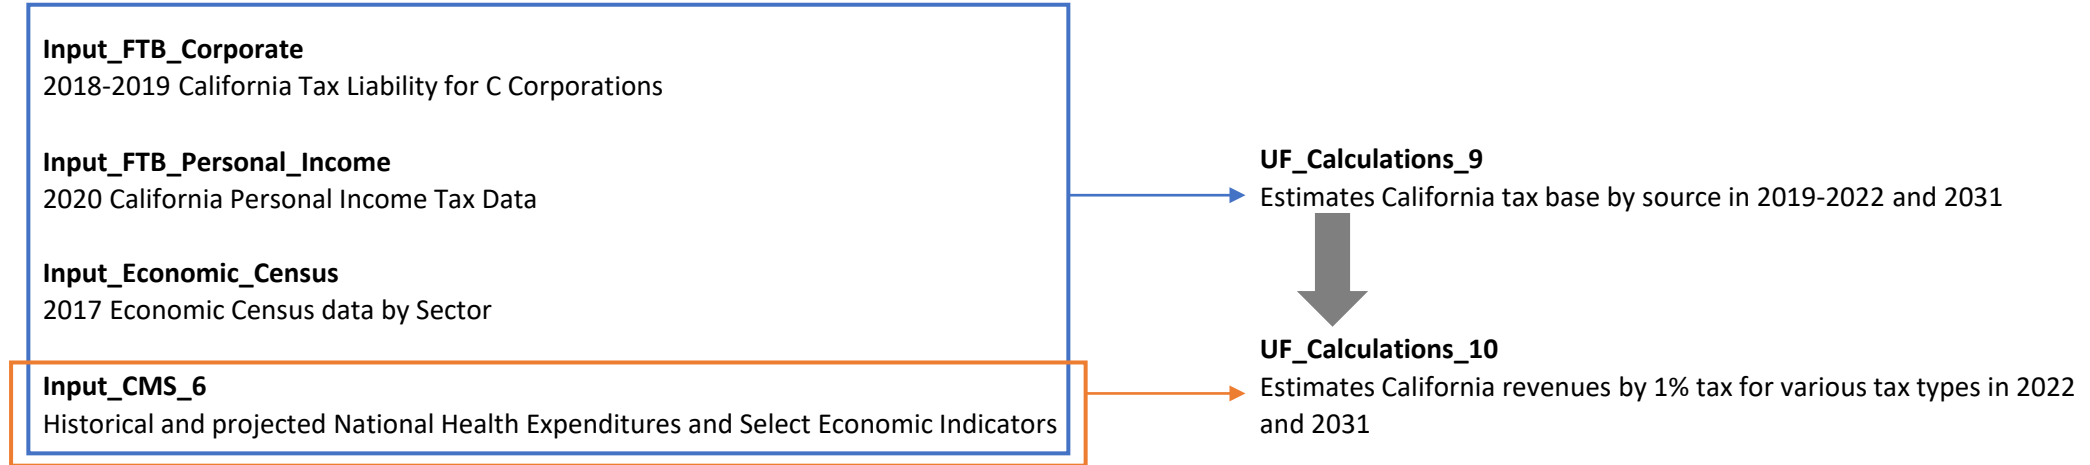 Input_FTB_Corporate
2018-2019 California Tax Liability for C Corporations
Input_FTB_Personal_Income
2020 California Personal Income Tax Data
Input_Economic_Census
2017 Economic Census data by Sector
Input_CMS_6
Historical and projected National Health Expenditures and Select Economic Indicators
UF_Calculations_9
Estimates California tax base by source in 2019-2022 and 2031
UF_Calculations_10
Estimates California revenues by 1% tax for various tax types in 2022
and 2031